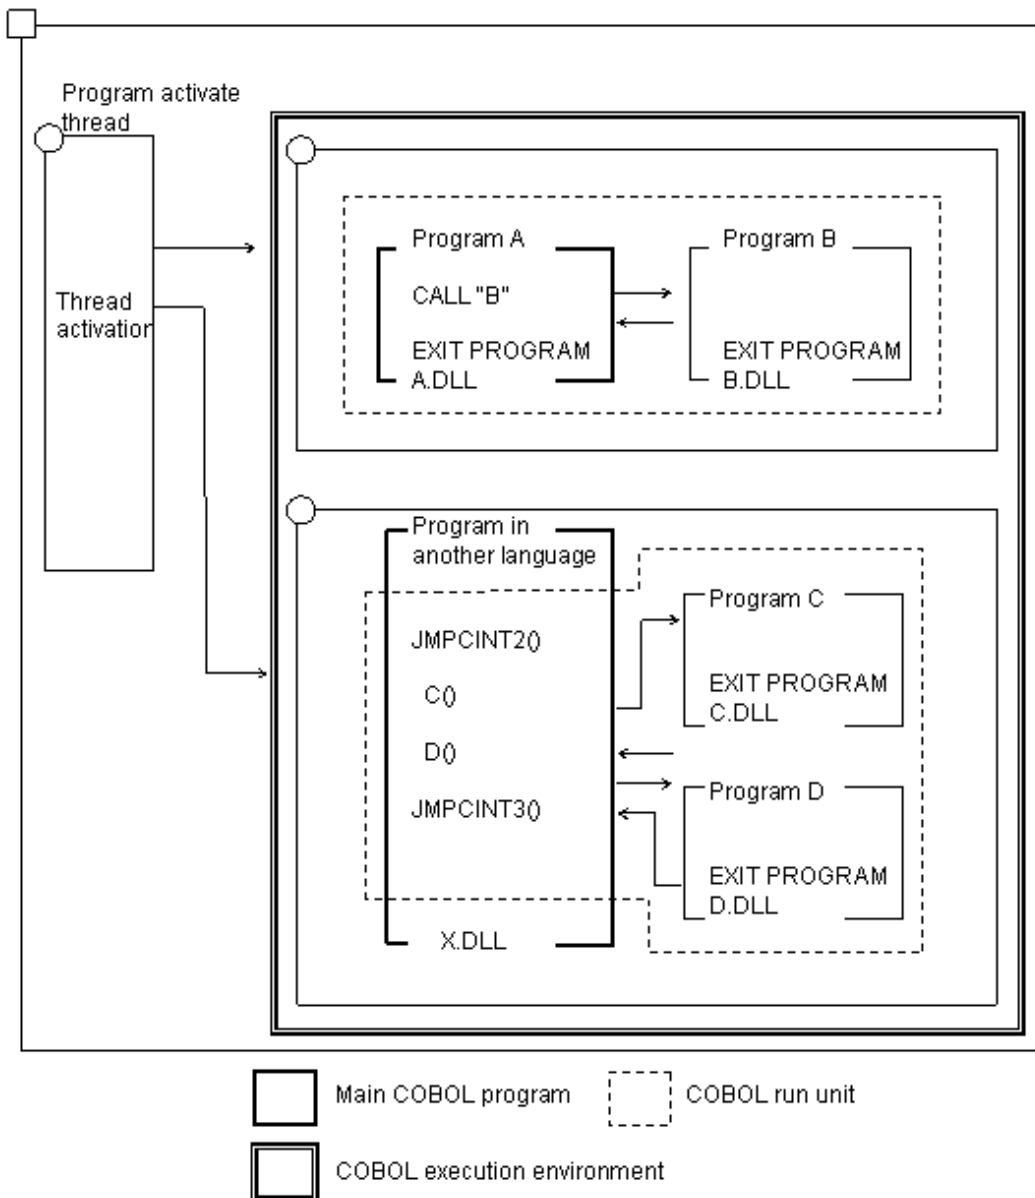 Program activate
thread
Thread
activation
Program A
CALL "B"
EXIT PROGRAM
A.DLL
Program B
EXIT PROGRAM
B.DLL
Program in
another language
JMPCINT2()
C()
D()
JMPCINT3()
X.DLL
Program C
EXIT PROGRAM
C.DLL
Program D
EXIT PROGRAM
D.DLL
Main COBOL program
COBOL run unit
COBOL execution environment